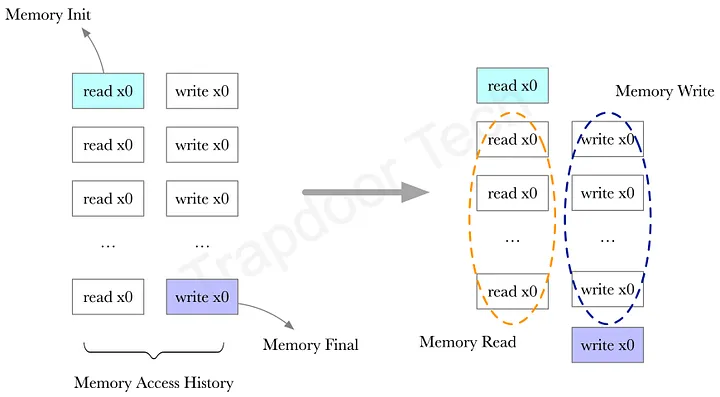 Memory Init
read x0
write x0
read x0
write x0
read x0
write x0
...
...
read x0
write x0
Memory Final
Memory Access History
read x0
Memory Write
read x0
write x0
read x0
write x0
...
...
read x0
write x0
Memory Read
write x0
Trapdoor Tech